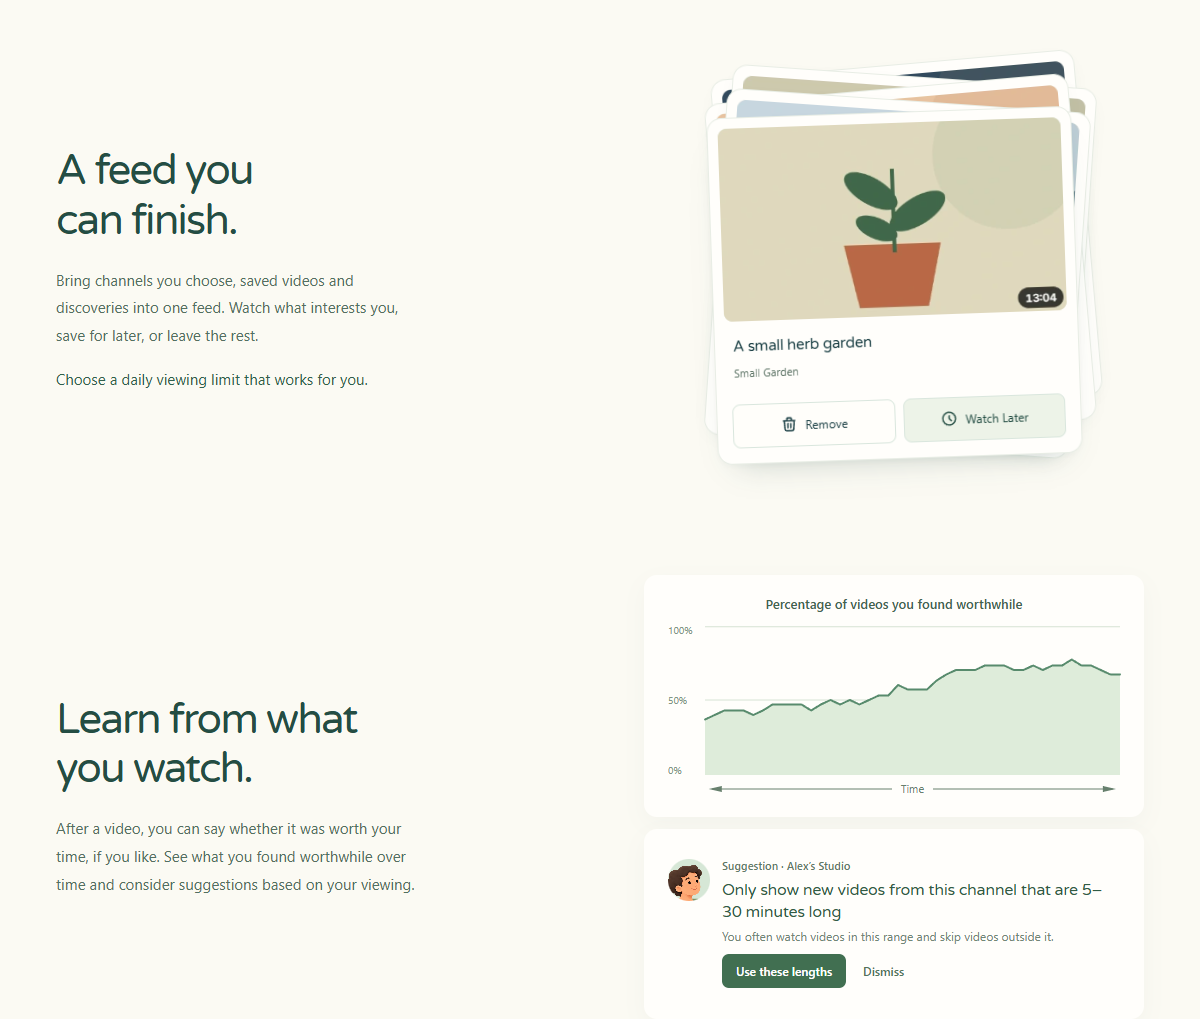 A feed you
can finish.
Bring channels you choose, saved videos and
discoveries into one feed. Watch what interests you,
save for later, or leave the rest.
Choose a daily viewing limit that works for you.
13:04
A small herb garden
Small Garden
Remove
Watch Later
Learn from what
you watch.
After a video, you can say whether it was worth your
time, if you like. See what you found worthwhile over
time and consider suggestions based on your viewing.
Percentage of videos you found worthwhile
100%
50%
0%
Time
Suggestion · Alex's Studio
Only show new videos from this channel that are 5–
30 minutes long
You often watch videos in this range and skip videos outside it.
Use these lengths
Dismiss